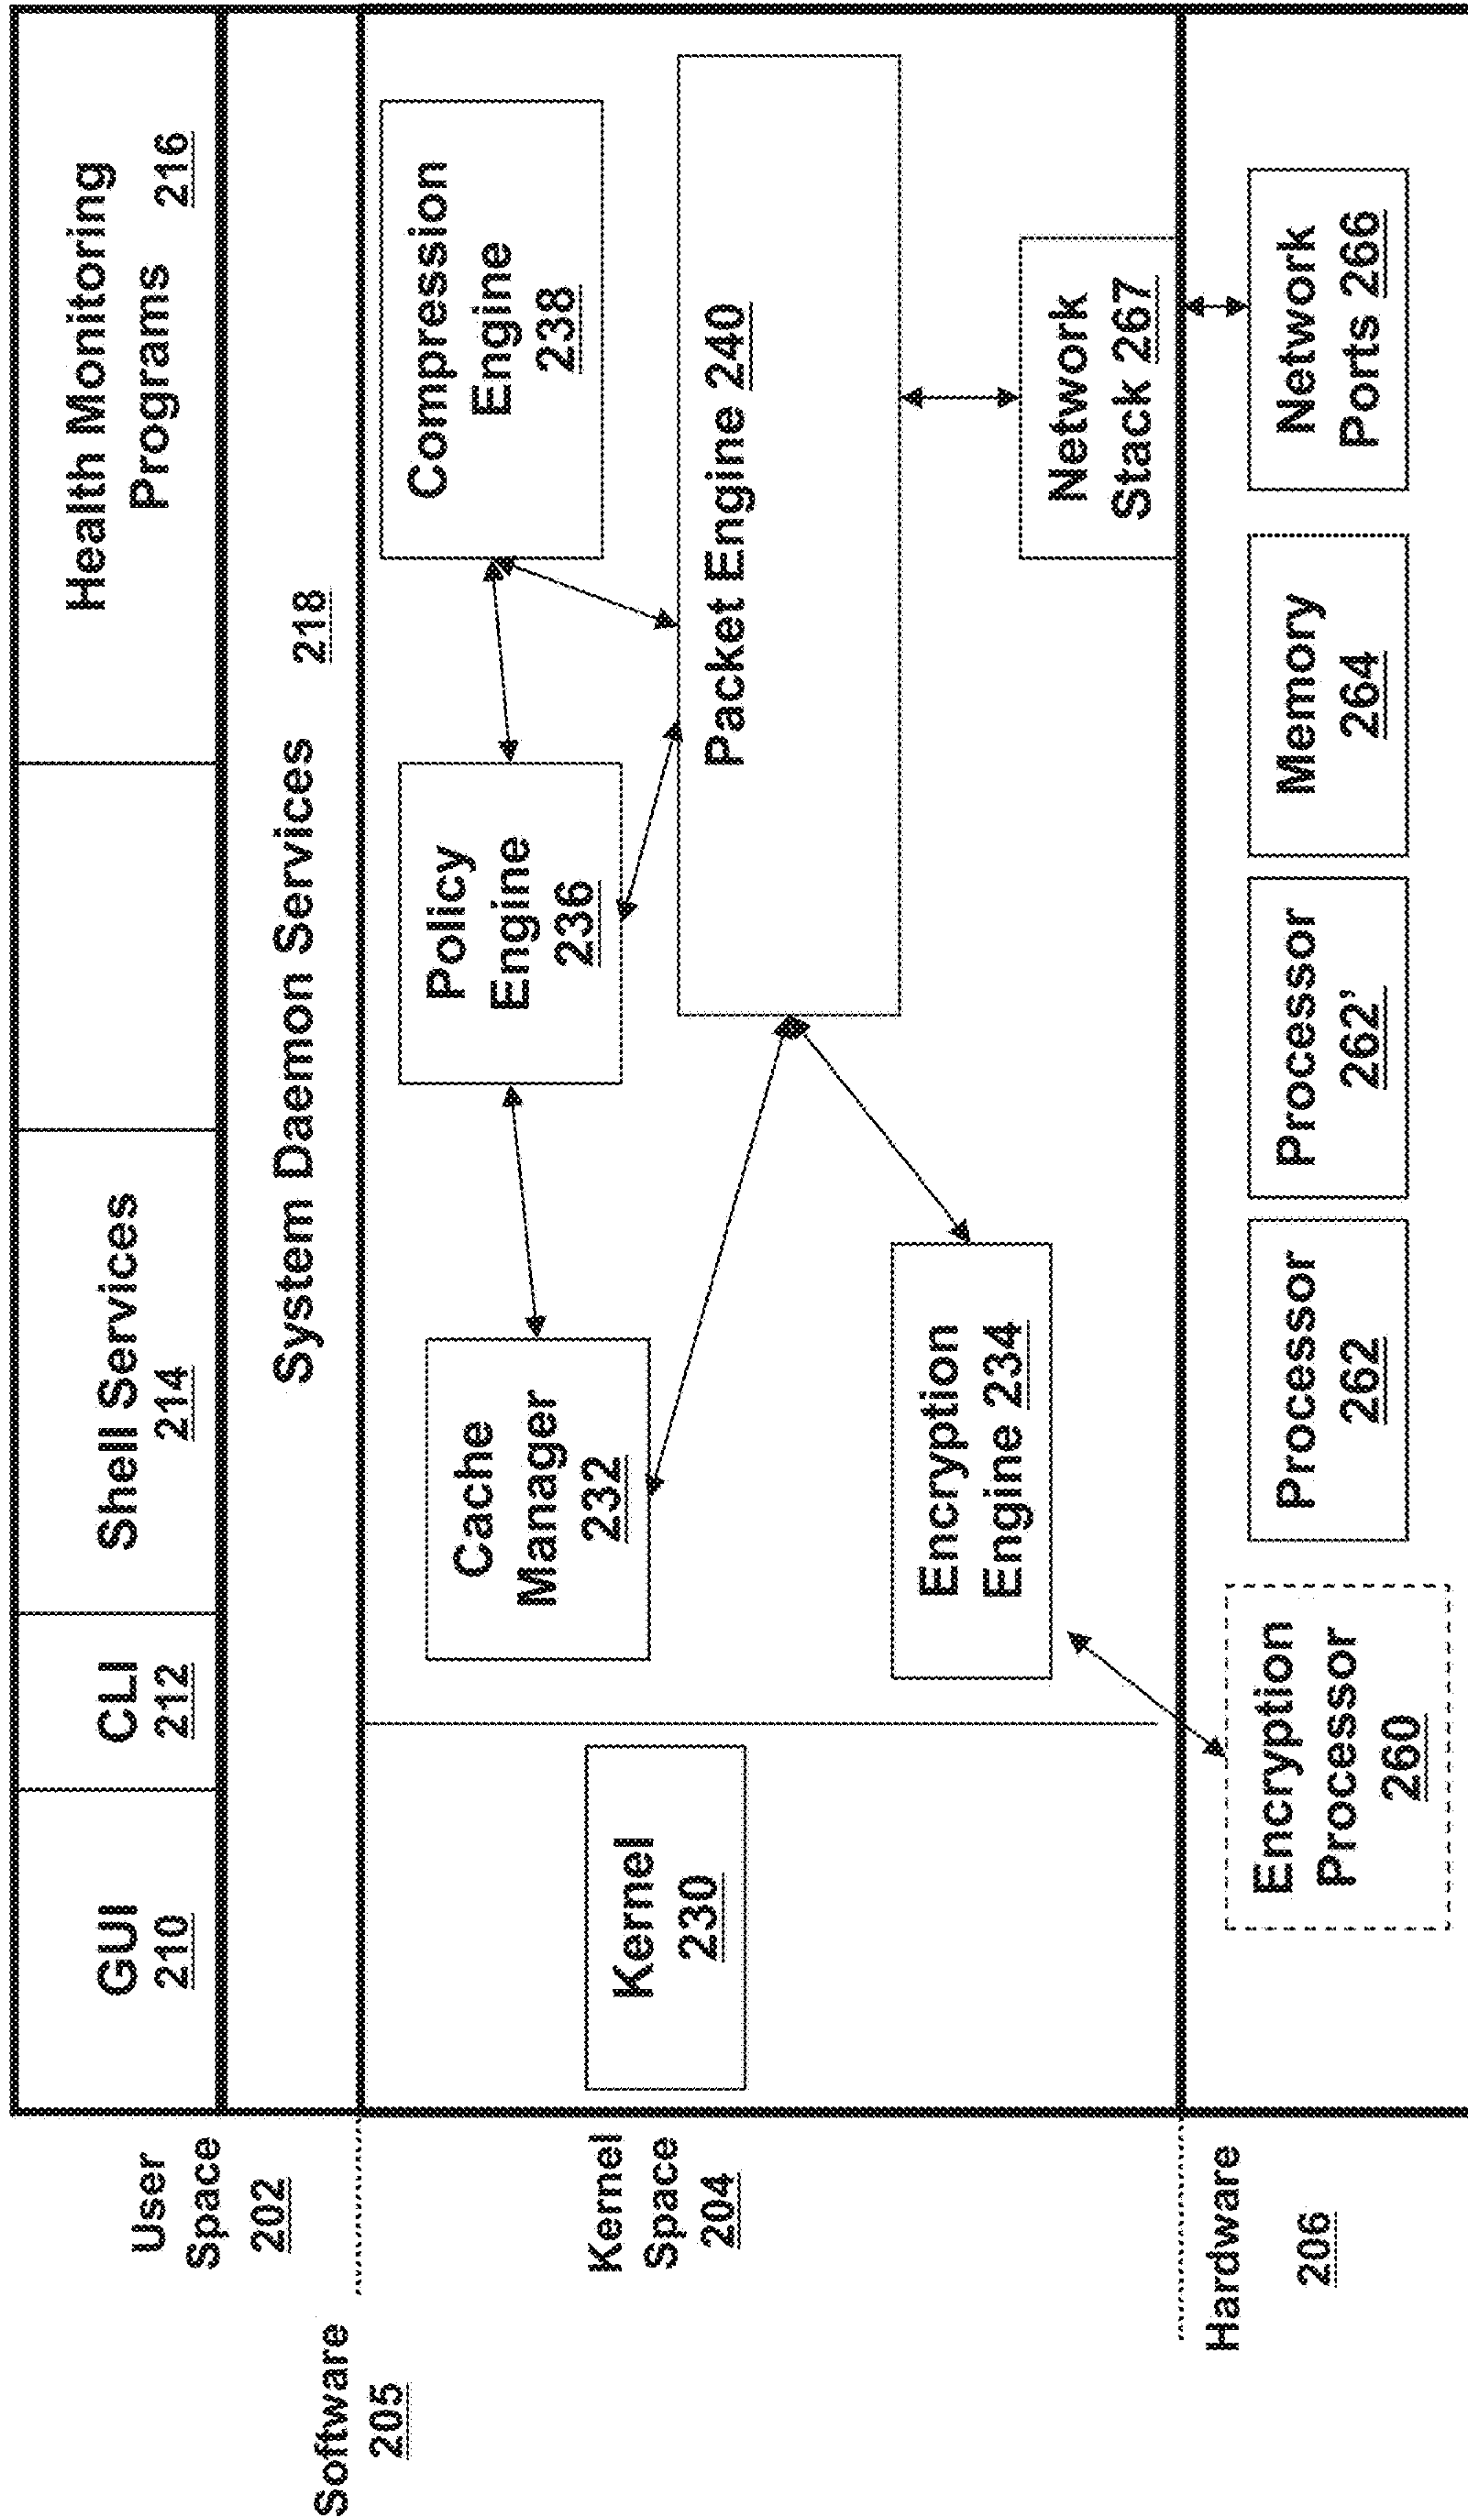 Software
205
User
Space
202
GUI
210
CLI
212
Shell Services
214
Health Monitoring
Programs 216
System Daemon Services 218
Kernel
Space
204
Kernel
230
Cache
Manager
232
Policy
Engine
236
Compression
Engine
238
Packet Engine 240
Encryption
Engine 234
Network
Stack 267
Hardware
206
Encryption
Processor
260
Processor
262
Processor
262'
Memory
264
Network
Ports 266